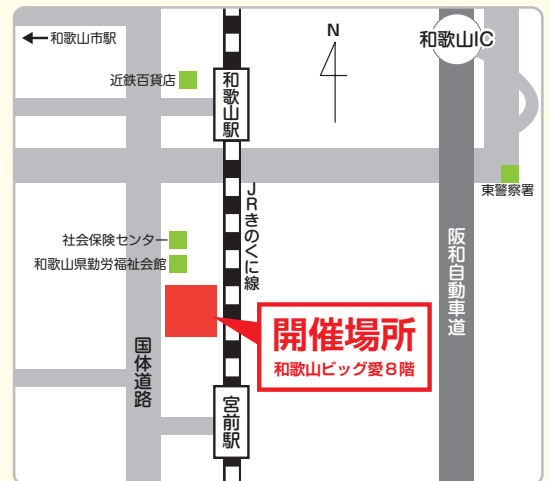 ←和歌山市駅
N
和歌山IC
近鉄百貨店
和歌山駅
東警察署
JRきのくに線
社会保険センター
和歌山県勤労福祉会館
阪和自動車道
開催場所
和歌山ビッグ愛8階
国体道路
宮前駅